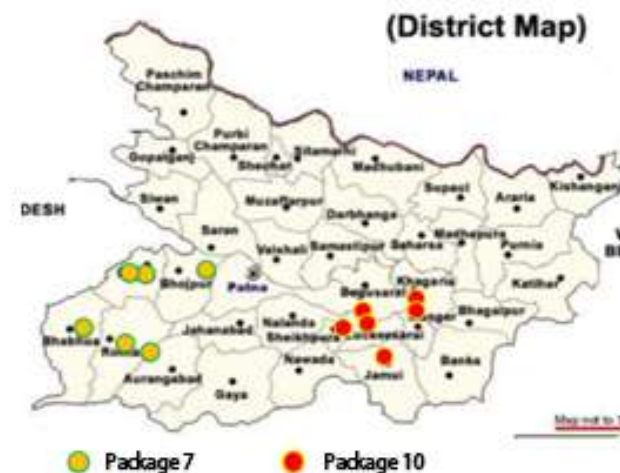 (District Map)
NEPAL
Paschim
Champaran
Purbi
Champaran
Sitamarhi
Gopalganj
Sheohar
Madhubani
Kishanganj
Siwan
Muzaffarpur
Supaul
Araria
DESH
Darbhanga
Saran
Madhepura
Vaishali
Samastipur
Saharsa
Purnia
Bhojpur
Patna
Begusarai
Khagaria
Katihar
Jahanabad
Nalanda
Bhagalpur
Bhabhua
Sheikhpura
Aurangabad
Nawada
Banka
Gaya
Jamui
Package 7
Package 10